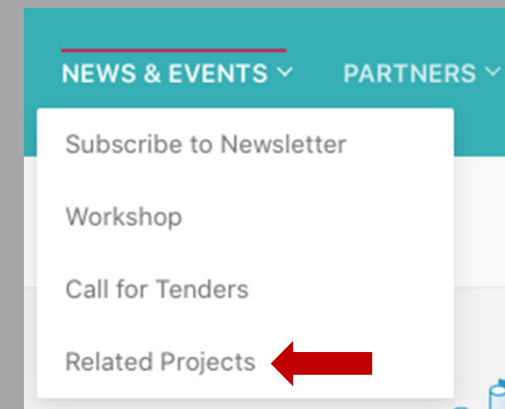 NEWS & EVENTS PARTNERS
Subscribe to Newsletter
Workshop
Call for Tenders
Related Projects